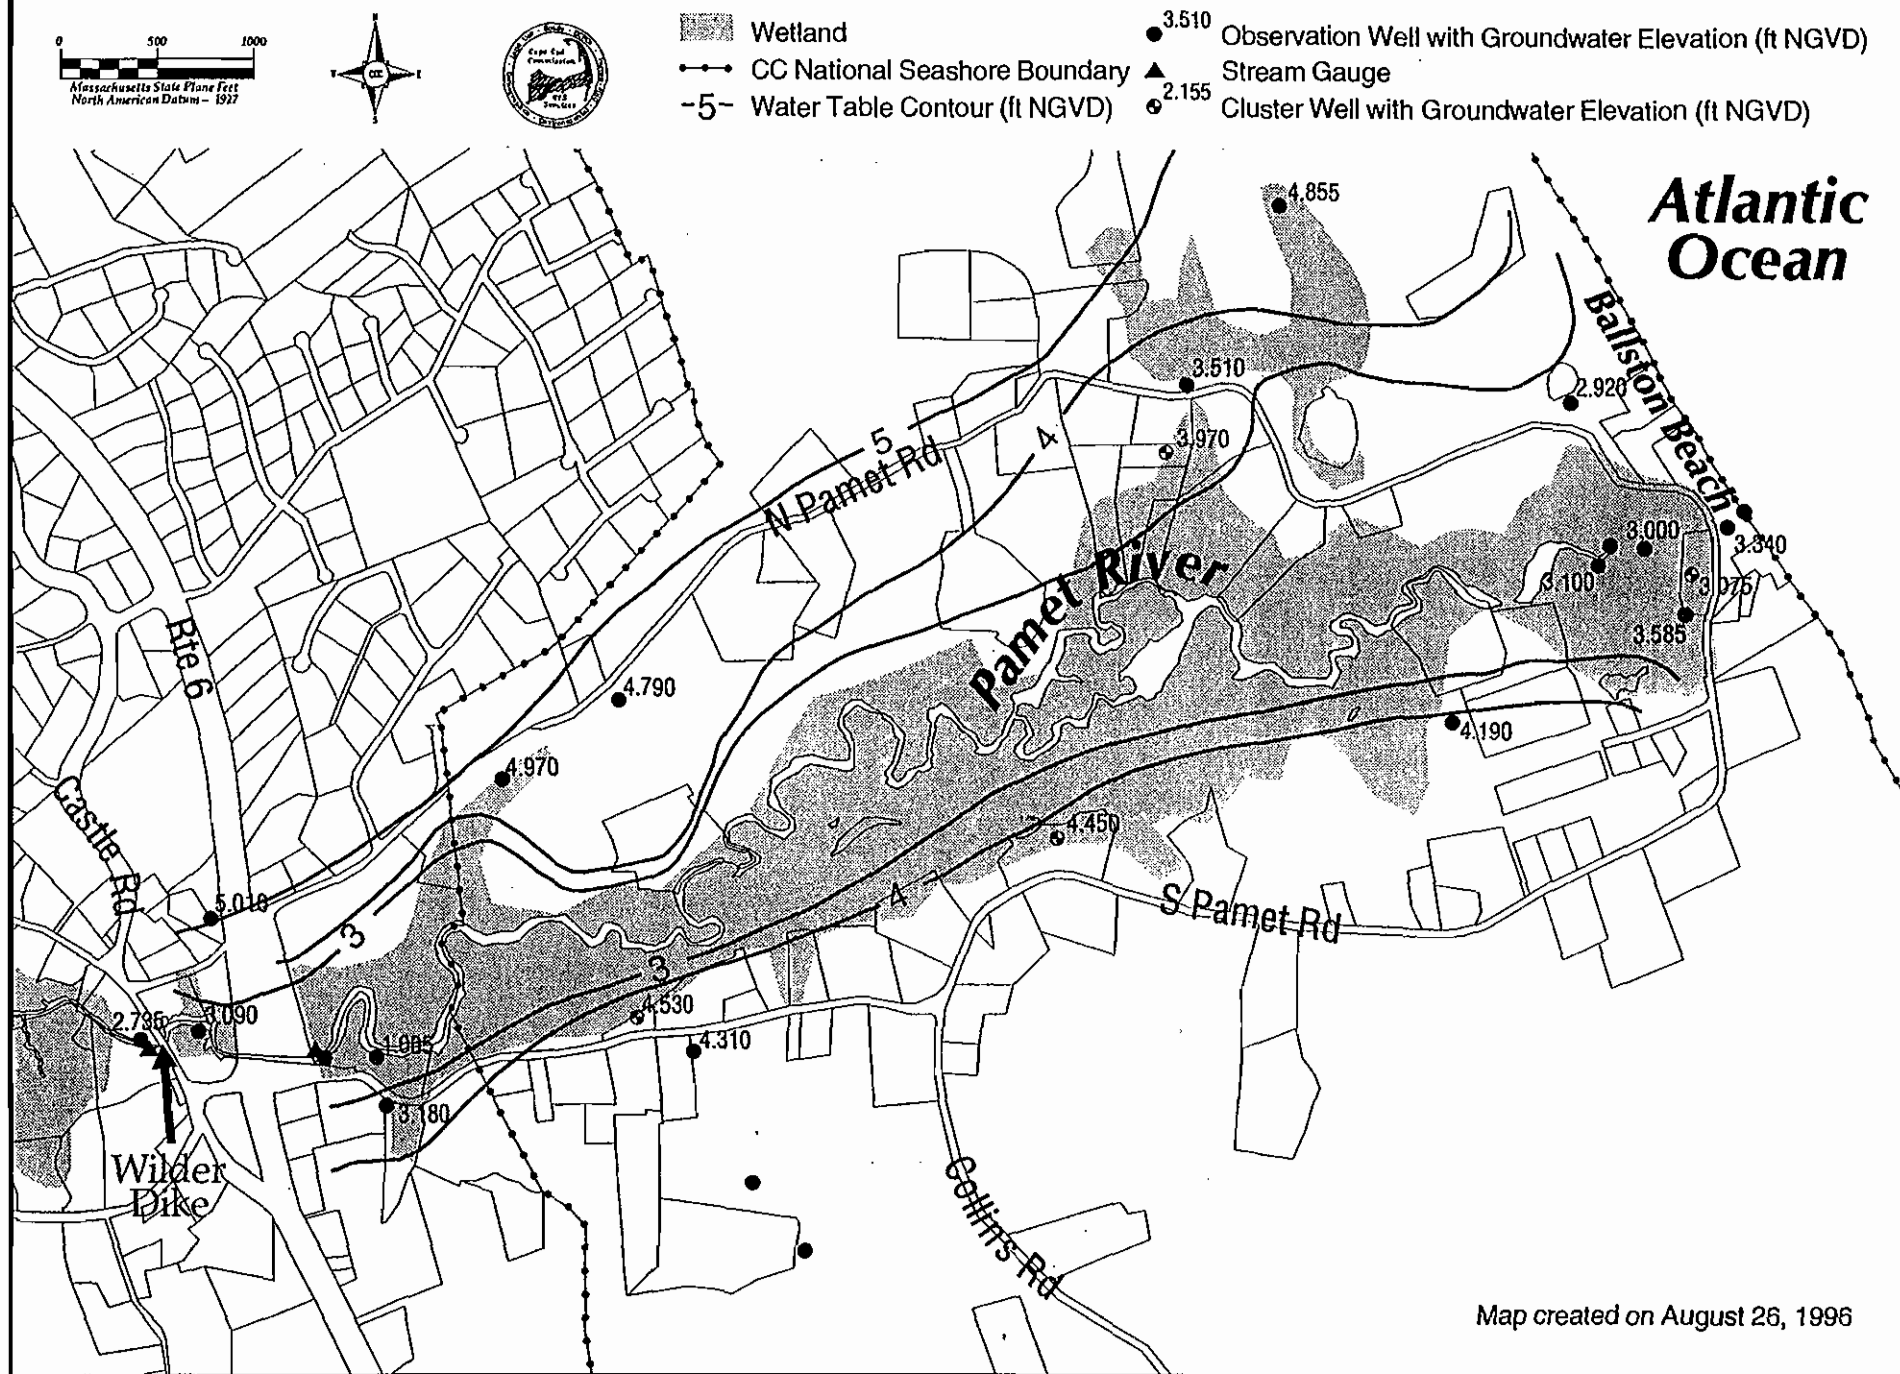 0 500 1000
Massachusetts State Plane Feet
North American Datum - 1927
N
E
S
Cape Cod
Commission
Wetland
CC National Seashore Boundary
-5- Water Table Contour (ft NGVD)
3.510 Observation Well with Groundwater Elevation (ft NGVD)
Stream Gauge
2.155 Cluster Well with Groundwater Elevation (ft NGVD)
Atlantic
Ocean
Ballston Beach
4.855
3.510
2.920
3.970
5
4
N Pamet Rd
Pamet River
3.000
3.340
3.100
3.075
3.585
Rte 6
4.790
4.190
4.970
Castle Rd
4.450
4
S Pamet Rd
5.010
3
3
4.530
2.735
3.090
1.005
4.310
3.180
Wilder
Dike
Collins Rd
Map created on August 26, 1996